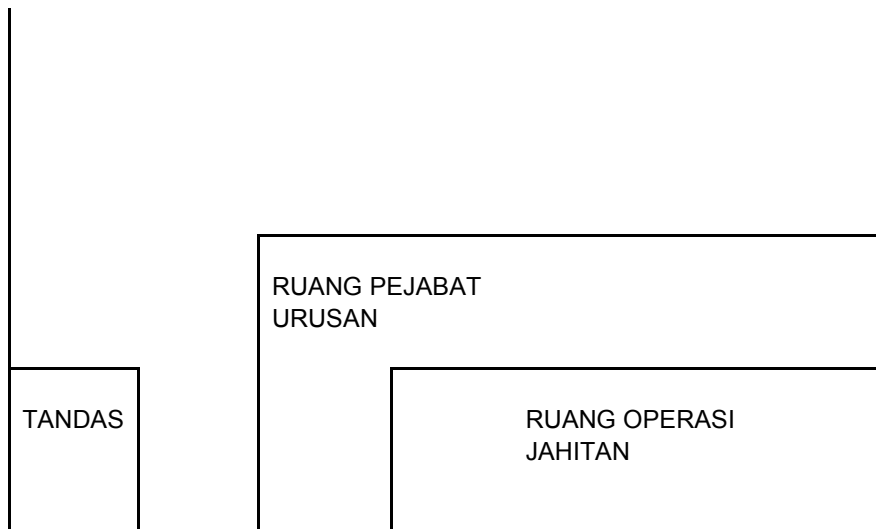 RUANG PEJABAT
URUSAN
TANDAS
RUANG OPERASI
JAHITAN